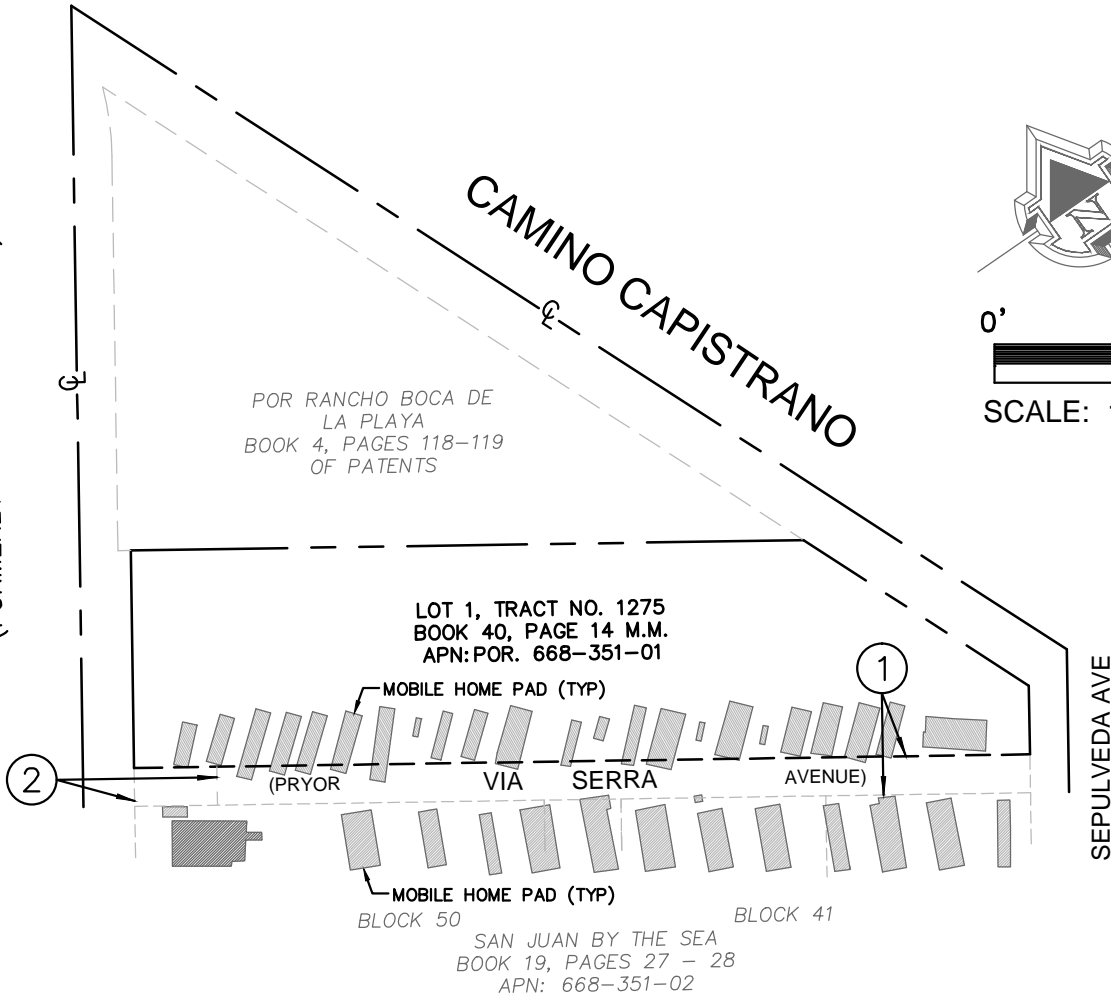 CAMINO CAPISTRANO
N
0'
SCALE:
POR RANCHO BOCA DE
LA PLAYA
BOOK 4, PAGES 118-119
OF PATENTS
LOT 1, TRACT NO. 1275
BOOK 40, PAGE 14 M.M.
APN: POR. 668-351-01
1
MOBILE HOME PAD (TYP)
2
(PRYOR VIA SERRA AVENUE)
SEPULVEDA AVE
MOBILE HOME PAD (TYP)
BLOCK 50
BLOCK 41
SAN JUAN BY THE SEA
BOOK 19, PAGES 27 - 28
APN: 668-351-02